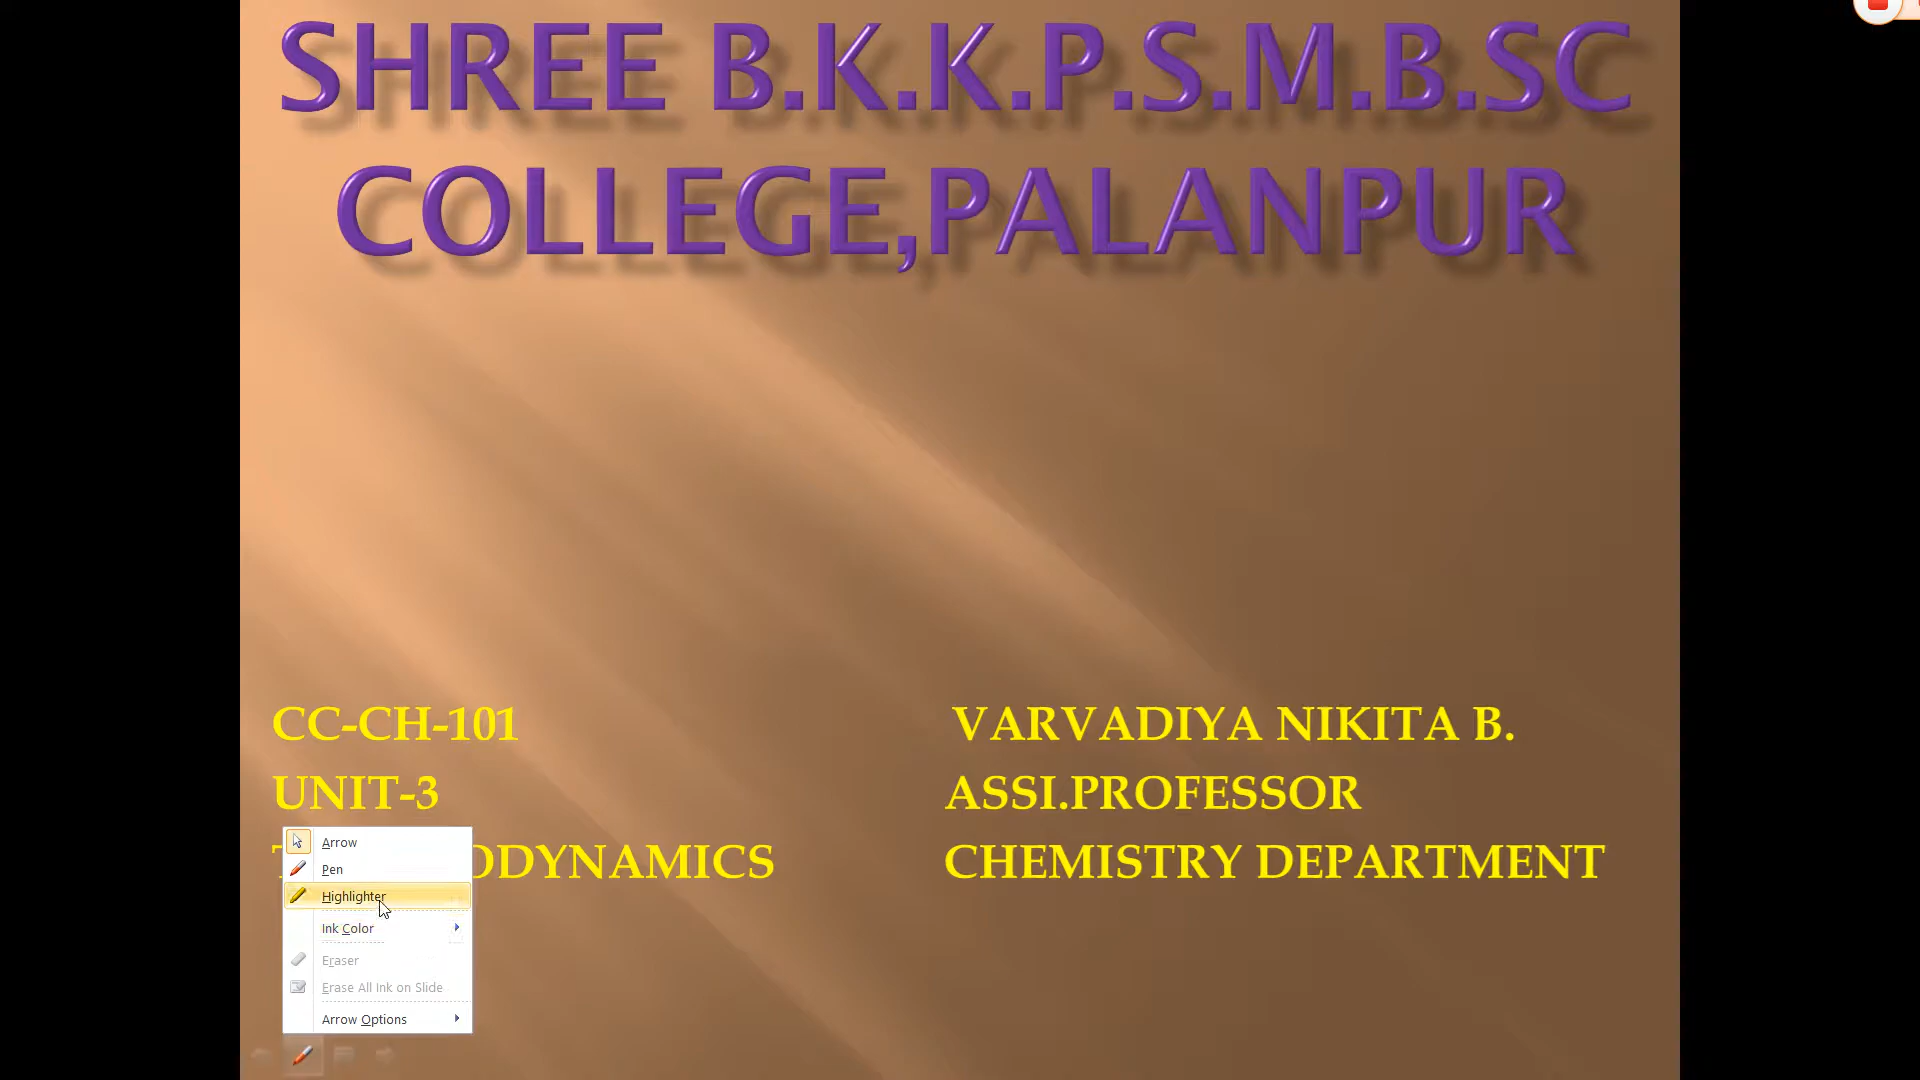 SHREE B.K.K.P.S.M.B.SC
COLLEGE,PALANPUR
CC-CH-101
VARVADIYA NIKITA B.
UNIT-3
ASSI.PROFESSOR
CHEMISTRY DEPARTMENT
Arrow
Pen
Highlighter
Ink Color
Eraser
Erase All Ink on Slide
Arrow Options